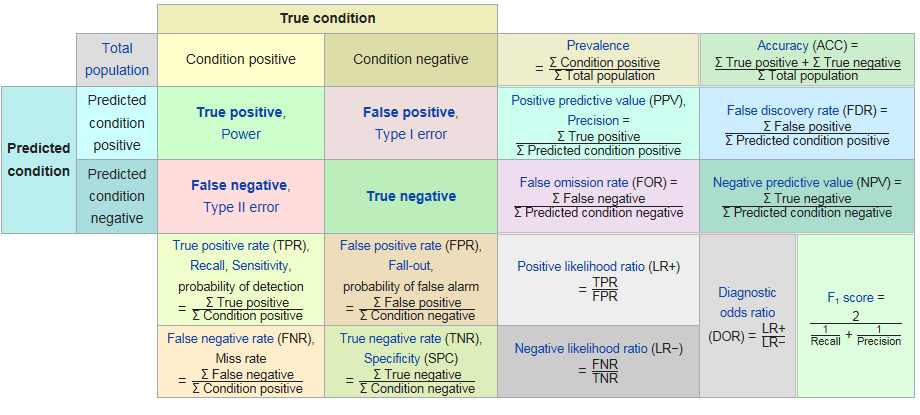 True condition
Total
population
Condition positive
Condition negative
Prevalence
= Σ Condition positive
Σ Total population
Accuracy (ACC) =
Σ True positive + Σ True negative
Σ Total population
Predicted
condition
Predicted
condition
positive
True positive,
Power
False positive,
Type I error
Positive predictive value (PPV),
Precision =
Σ True positive
Σ Predicted condition positive
False discovery rate (FDR) =
Σ False positive
Σ Predicted condition positive
Predicted
condition
negative
False negative,
Type II error
True negative
False omission rate (FOR) =
Σ False negative
Σ Predicted condition negative
Negative predictive value (NPV) =
Σ True negative
Σ Predicted condition negative
True positive rate (TPR),
Recall, Sensitivity,
probability of detection
= Σ True positive
Σ Condition positive
False positive rate (FPR),
Fall-out,
probability of false alarm
= Σ False positive
Σ Condition negative
Positive likelihood ratio (LR+)
= TPR
FPR
Diagnostic
odds ratio
(DOR) = LR+
LR−
F1 score =
2
1
Recall
+
1
Precision
False negative rate (FNR),
Miss rate
= Σ False negative
Σ Condition positive
True negative rate (TNR),
Specificity (SPC)
= Σ True negative
Σ Condition negative
Negative likelihood ratio (LR−)
= FNR
TNR